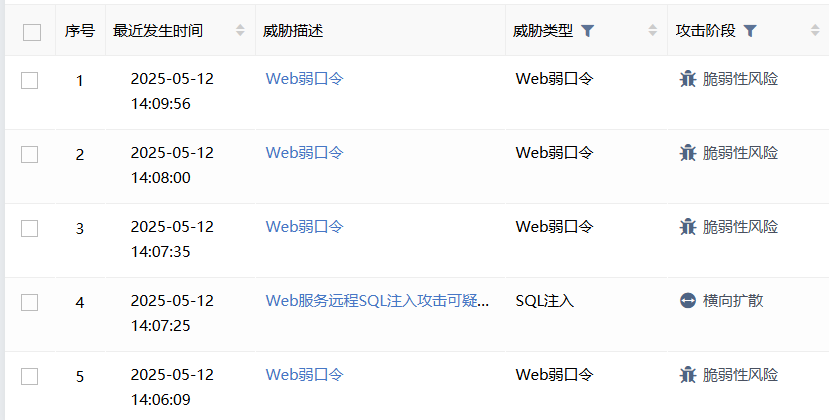 序号 最近发生时间 威胁描述 威胁类型 攻击阶段
1 2025-05-12 Web弱口令 Web弱口令 脆弱性风险
14:09:56
2 2025-05-12 Web弱口令 Web弱口令 脆弱性风险
14:08:00
3 2025-05-12 Web弱口令 Web弱口令 脆弱性风险
14:07:35
4 2025-05-12 Web服务远程SQL注入攻击可疑... SQL注入 横向扩散
14:07:25
5 2025-05-12 Web弱口令 Web弱口令 脆弱性风险
14:06:09